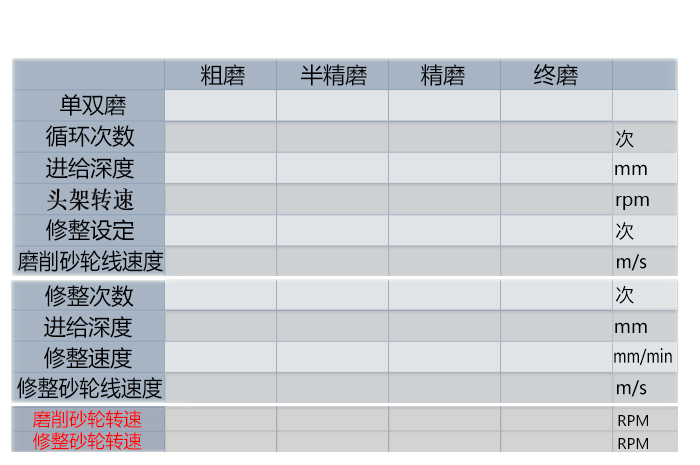 粗磨 半精磨 精磨 终磨
单双磨
循环次数 次
进给深度 mm
头架转速 rpm
修整设定 次
磨削砂轮线速度 m/s
修整次数 次
进给深度 mm
修整速度 mm/min
修整砂轮线速度 m/s
磨削砂轮转速 RPM
修整砂轮转速 RPM